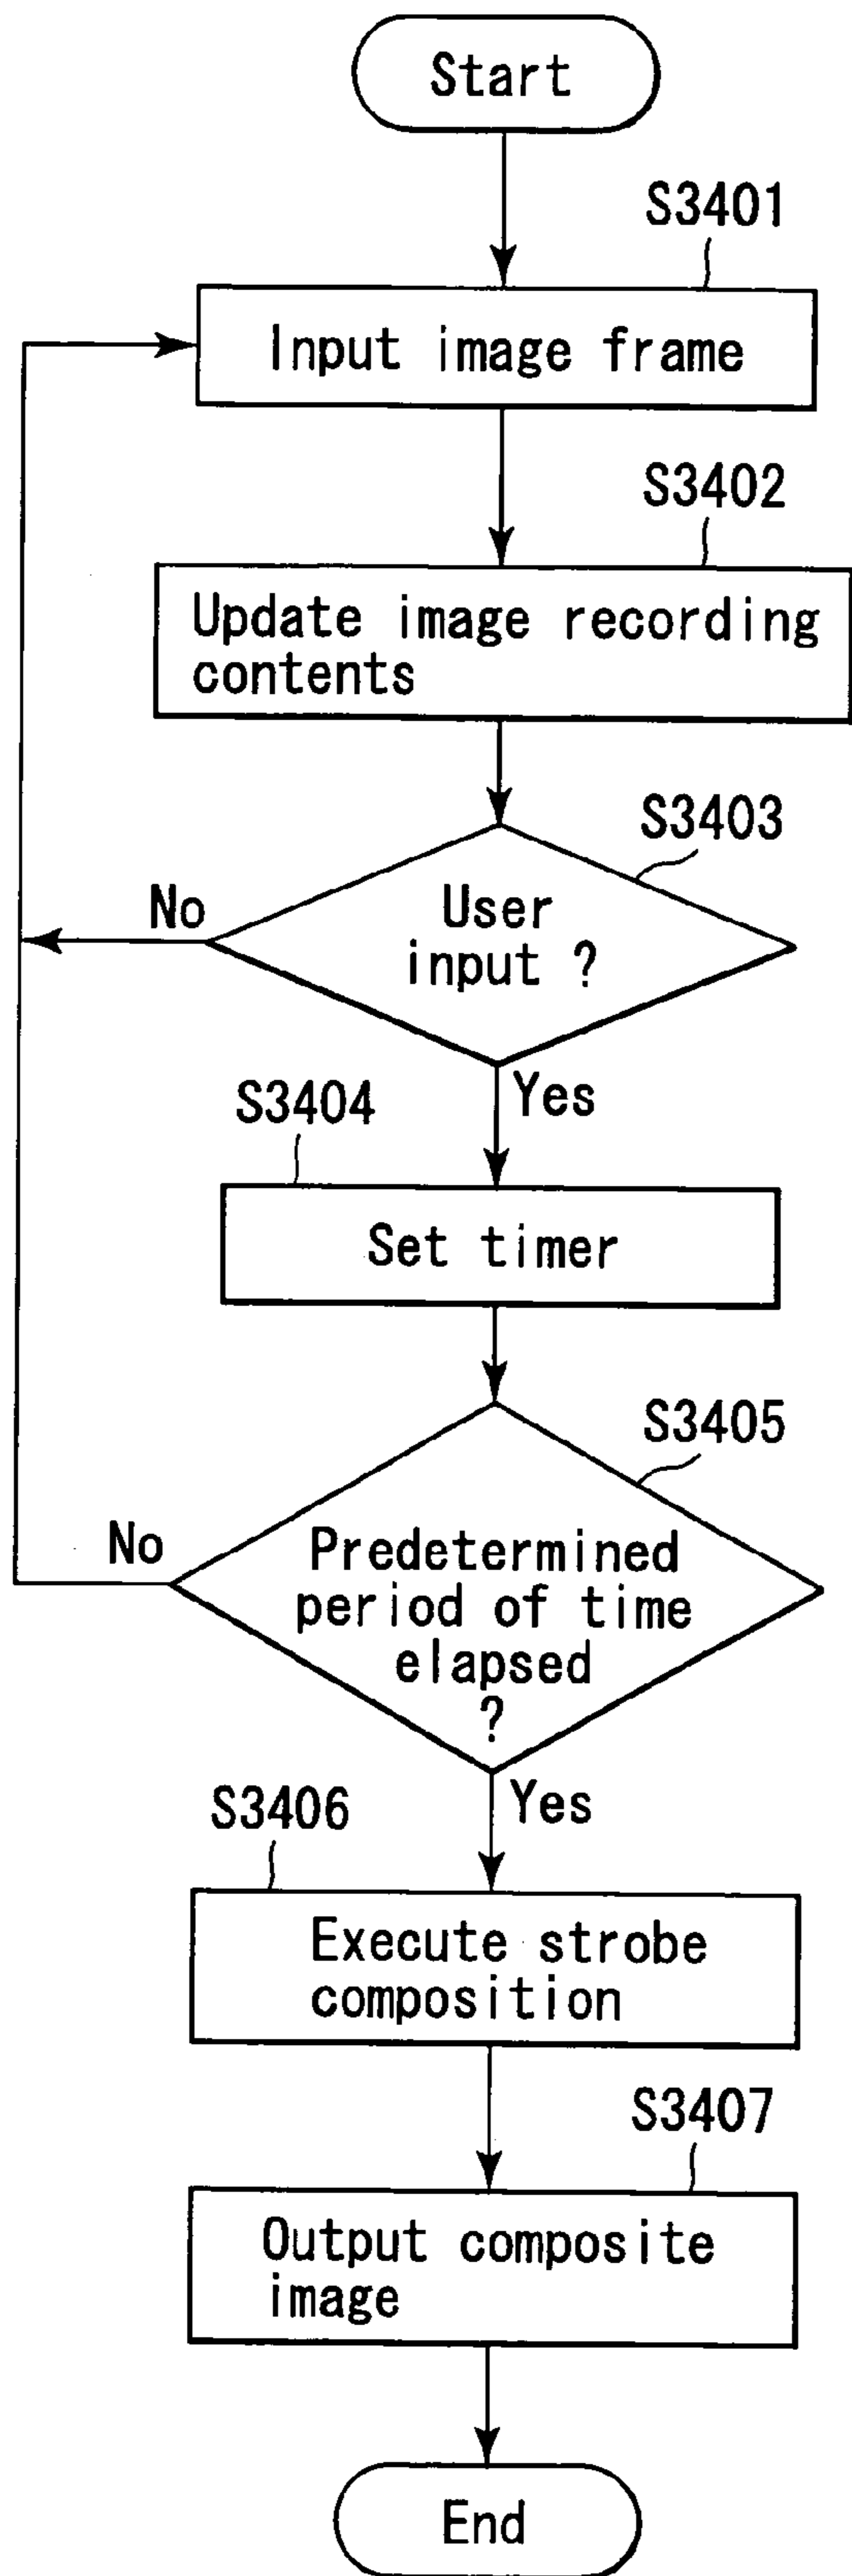 Start
S3401
Input image frame
S3402
Update image recording
contents
S3403
No
User
input ?
Yes
S3404
Set timer
S3405
No
Predetermined
period of time
elapsed
?
Yes
S3406
Execute strobe
composition
S3407
Output composite
image
End